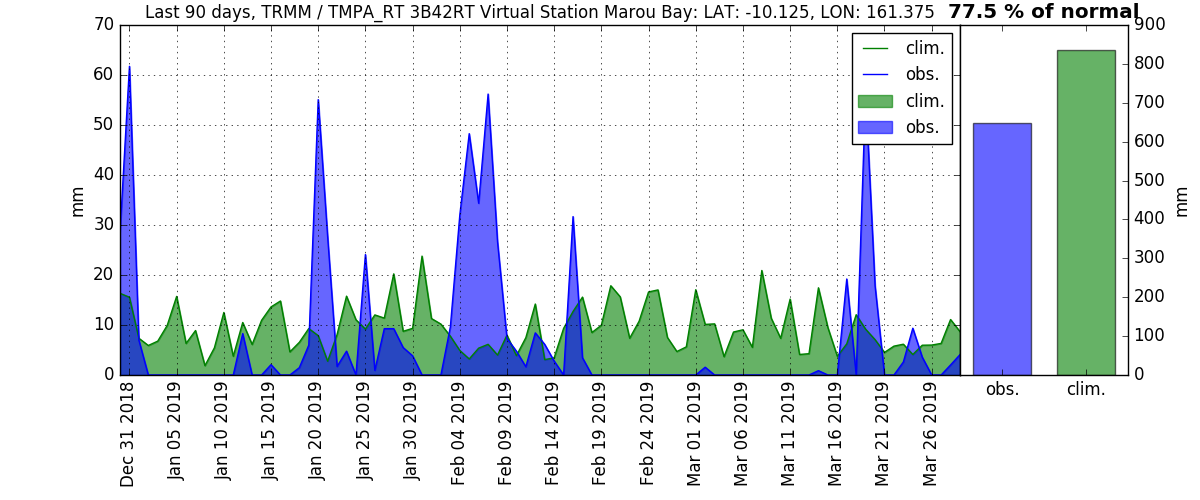 Last 90 days, TRMM / TMPA_RT 3B42RT Virtual Station Marou Bay: LAT: -10.125, LON: 161.375 77.5 % of normal
70
60
50
40
30
20
10
0
mm
clim.
obs.
clim.
obs.
Dec 31 2018
Jan 05 2019
Jan 10 2019
Jan 15 2019
Jan 20 2019
Jan 25 2019
Jan 30 2019
Feb 04 2019
Feb 09 2019
Feb 14 2019
Feb 19 2019
Feb 24 2019
Mar 01 2019
Mar 06 2019
Mar 11 2019
Mar 16 2019
Mar 21 2019
Mar 26 2019
900
800
700
600
500
400
300
200
100
0
mm
obs.
clim.